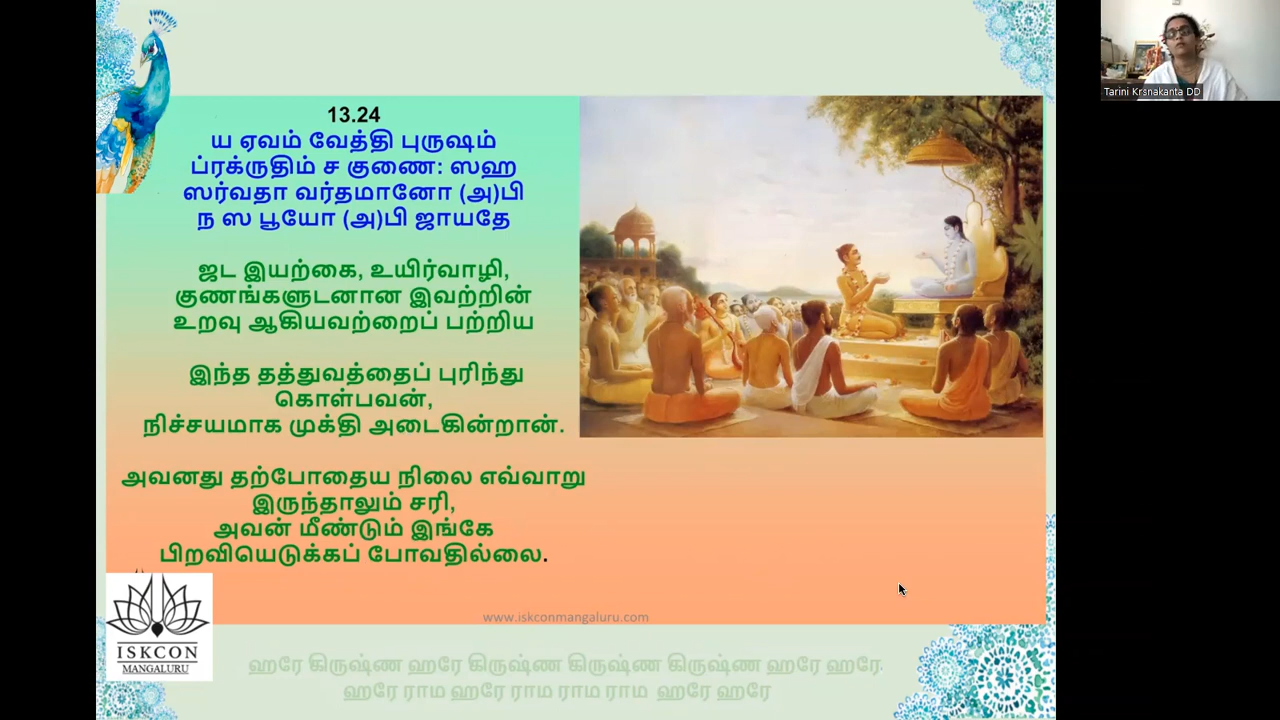 13.24
ய ஏவம் வேத்தி புருஷம்
ப்ரக்ருதிம் ச குணை: ஸஹ
ஸர்வதா வர்தமானோ (அ)பி
ந ஸ பூயோ (அ)பி ஜாயதே
ஜட இயற்கை, உயிர்வாழி,
குணங்களுடனான இவற்றின்
உறவு ஆகியவற்றைப் பற்றிய
இந்த தத்துவத்தைப் புரிந்து
கொள்பவன்,
நிச்சயமாக முக்தி அடைகின்றான்.
அவனது தற்போதைய நிலை எவ்வாறு
இருந்தாலும் சரி,
அவன் மீண்டும் இங்கே
பிறவியெடுக்கப் போவதில்லை.
www.iskconmangaluru.com
ISKCON
MANGALURU
ஹரே கிருஷ்ண ஹரே கிருஷ்ண கிருஷ்ண கிருஷ்ண ஹரே ஹரே
ஹரே ராம ஹரே ராம ராம ராம ஹரே ஹரே
Tarini Krsnakanta DD